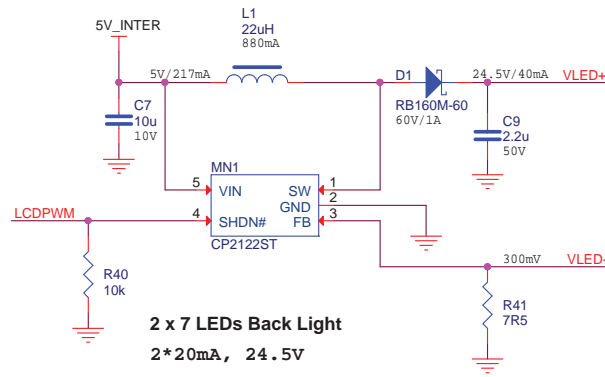 5V_INTER
L1
22uH
880mA
5V/217mA
D1
24.5V/40mA
VLED+
RB160M-60
60V/1A
C7
10u
10V
C9
2.2u
50V
MN1
5 VIN SW 1
GND 2
LCDPWM 4 SHDN# FB 3
CP2122ST
300mV
VLED-
R40
10k
R41
7R5
2 x 7 LEDs Back Light
2*20mA, 24.5V